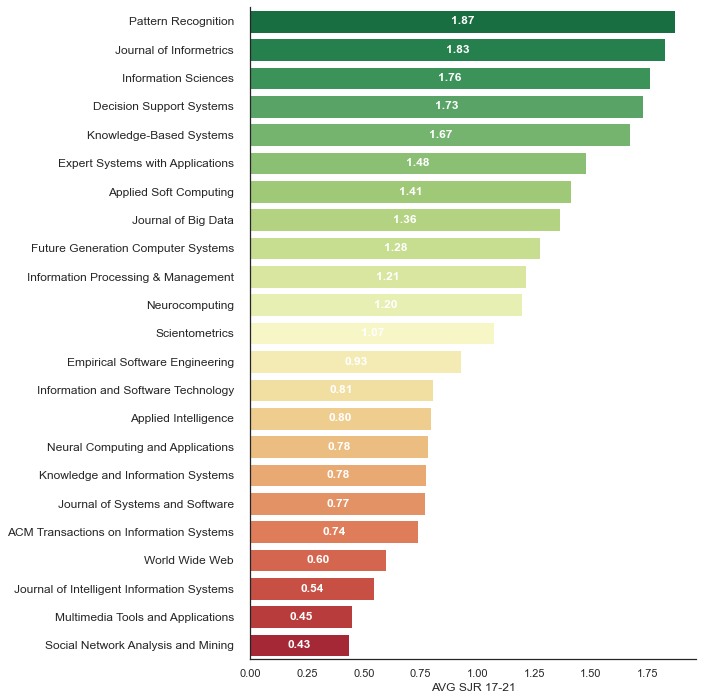 Pattern Recognition 1.87
Journal of Informetrics 1.83
Information Sciences 1.76
Decision Support Systems 1.73
Knowledge-Based Systems 1.67
Expert Systems with Applications 1.48
Applied Soft Computing 1.41
Journal of Big Data 1.36
Future Generation Computer Systems 1.28
Information Processing & Management 1.21
Neurocomputing 1.20
Scientometrics 1.07
Empirical Software Engineering 0.93
Information and Software Technology 0.81
Applied Intelligence 0.80
Neural Computing and Applications 0.78
Knowledge and Information Systems 0.78
Journal of Systems and Software 0.77
ACM Transactions on Information Systems 0.74
World Wide Web 0.60
Journal of Intelligent Information Systems 0.54
Multimedia Tools and Applications 0.45
Social Network Analysis and Mining 0.43
0.00 0.25 0.50 0.75 1.00 1.25 1.50 1.75
AVG SJR 17-21